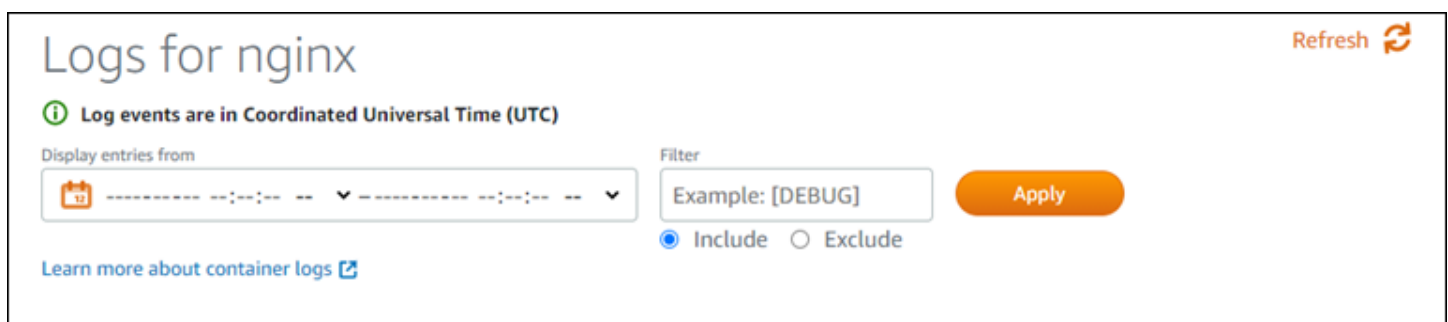 Logs for nginx
Refresh
Log events are in Coordinated Universal Time (UTC)
Display entries from
Filter
12 ---------- --:--:-- -- – ---------- --:--:-- --
Example: [DEBUG]
Apply
Include Exclude
Learn more about container logs